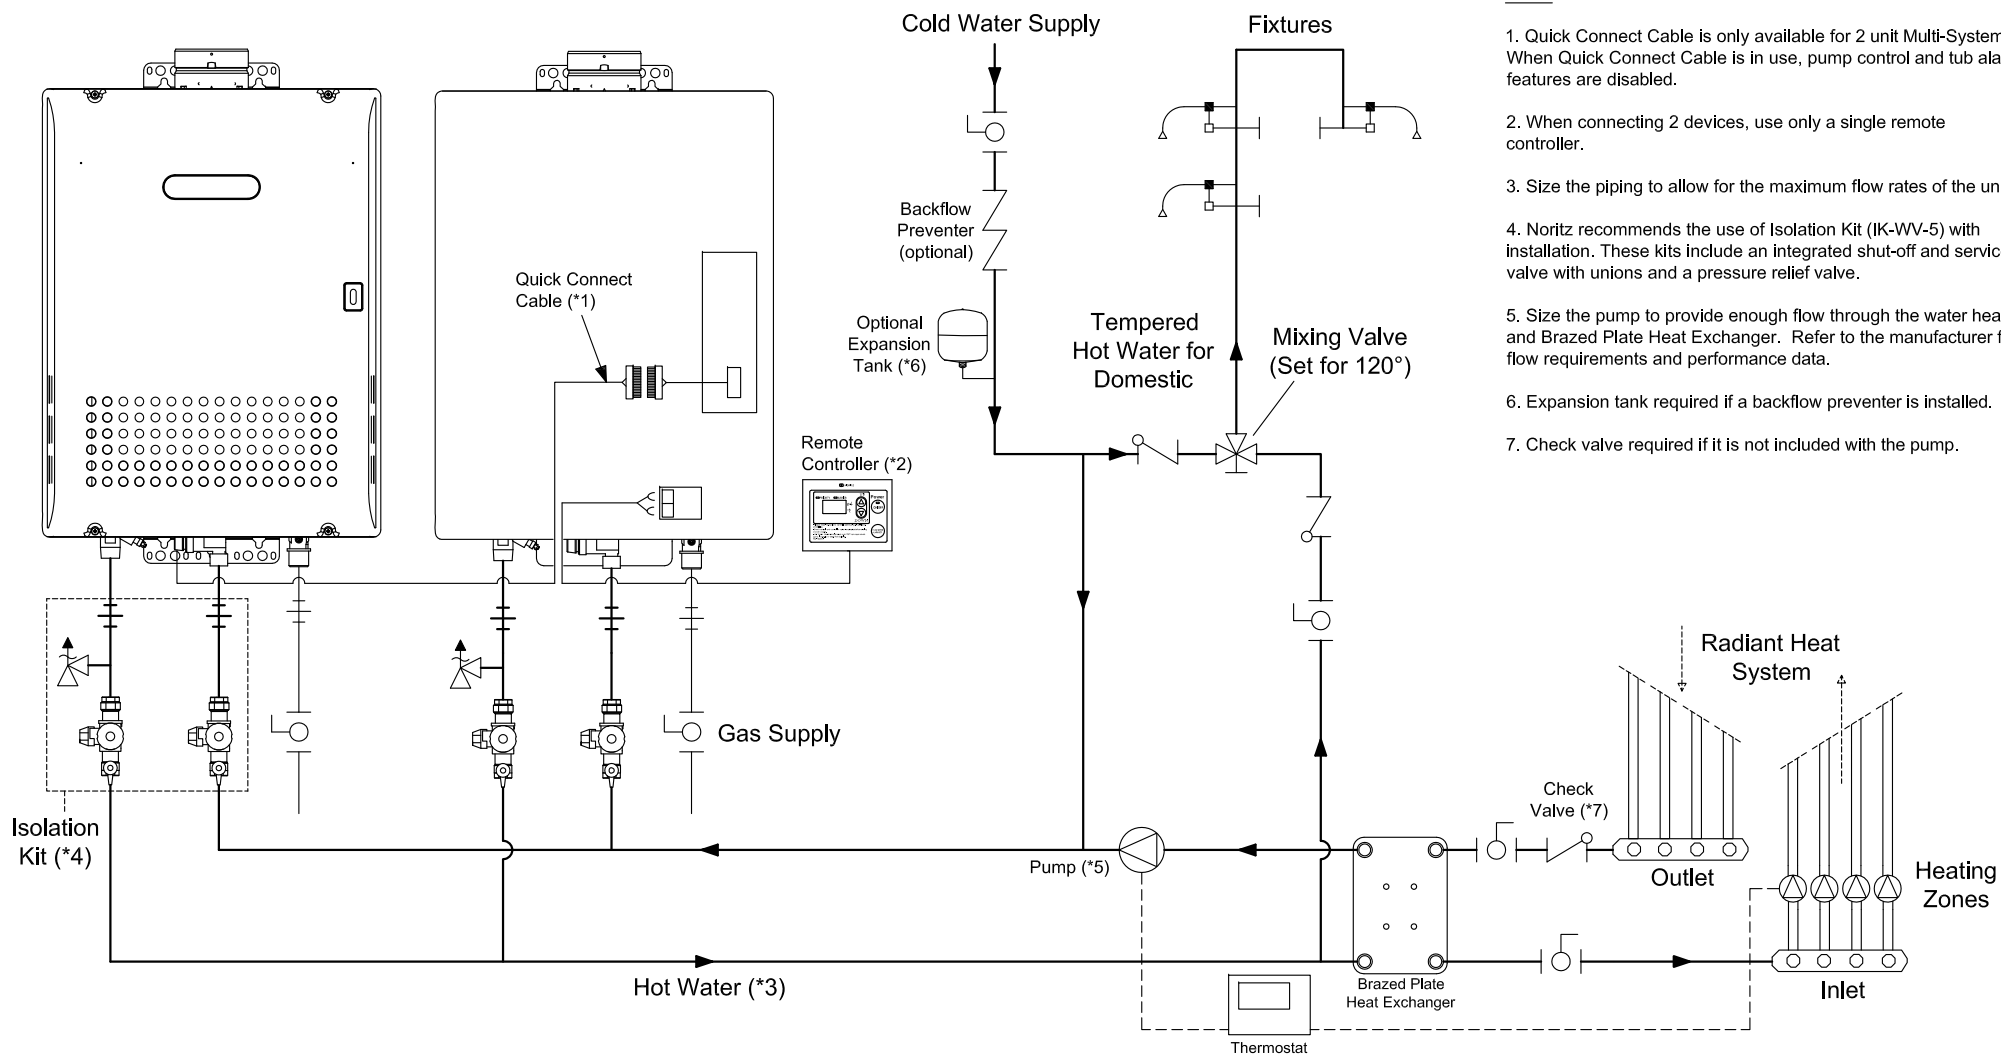 Cold Water Supply
Fixtures
1. Quick Connect Cable is only available for 2 unit Multi-System
When Quick Connect Cable is in use, pump control and tub ala
features are disabled.
2. When connecting 2 devices, use only a single remote
controller.
3. Size the piping to allow for the maximum flow rates of the un
4. Noritz recommends the use of Isolation Kit (IK-WV-5) with
installation. These kits include an integrated shut-off and servic
valve with unions and a pressure relief valve.
5. Size the pump to provide enough flow through the water hea
and Brazed Plate Heat Exchanger. Refer to the manufacturer f
flow requirements and performance data.
6. Expansion tank required if a backflow preventer is installed.
7. Check valve required if it is not included with the pump.
Backflow
Preventer
(optional)
Quick Connect
Cable (*1)
Optional
Expansion
Tank (*6)
Tempered
Hot Water for
Domestic
Mixing Valve
(Set for 120°)
Remote
Controller (*2)
Radiant Heat
System
Gas Supply
Isolation
Kit (*4)
Check
Valve (*7)
Pump (*5)
Outlet
Heating
Zones
Hot Water (*3)
Brazed Plate
Heat Exchanger
Inlet
Thermostat